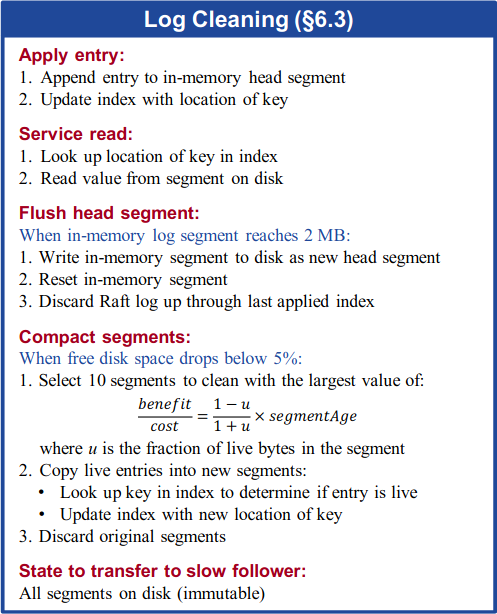 Log Cleaning (§6.3)
Apply entry:
1. Append entry to in-memory head segment
2. Update index with location of key
Service read:
1. Look up location of key in index
2. Read value from segment on disk
Flush head segment:
When in-memory log segment reaches 2 MB:
1. Write in-memory segment to disk as new head segment
2. Reset in-memory segment
3. Discard Raft log up through last applied index
Compact segments:
When free disk space drops below 5%:
1. Select 10 segments to clean with the largest value of:
benefit/cost = (1 − u)/(1 + u) × segmentAge
where u is the fraction of live bytes in the segment
2. Copy live entries into new segments:
• Look up key in index to determine if entry is live
• Update index with new location of key
3. Discard original segments
State to transfer to slow follower:
All segments on disk (immutable)